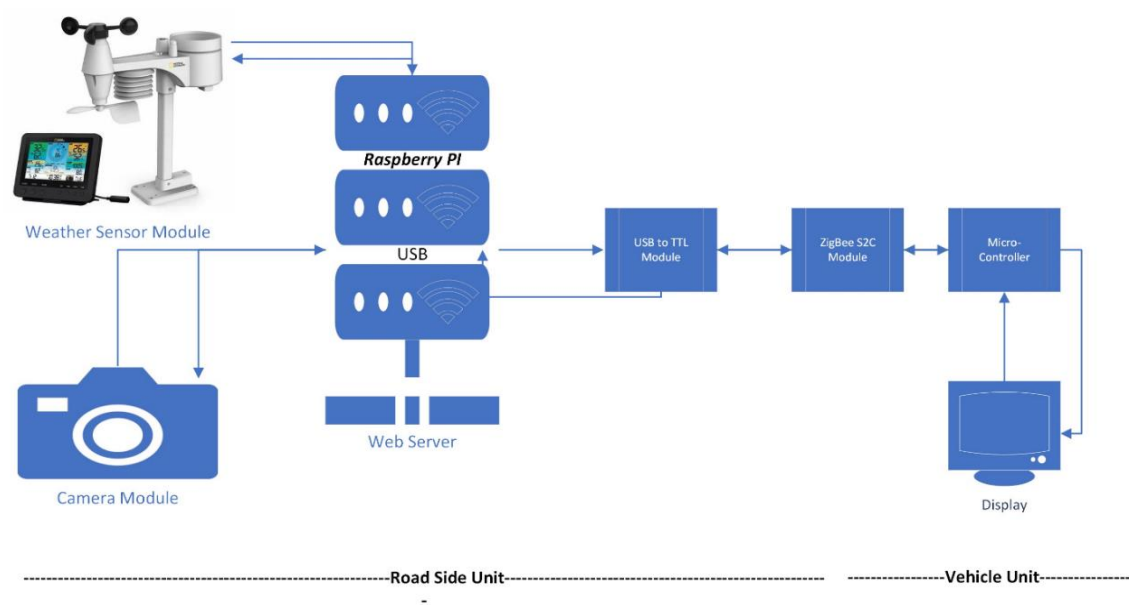 Raspberry PI
Weather Sensor Module
USB
USB to TTL
Module
ZigBee S2C
Module
Micro-
Controller
Web Server
Camera Module
Display
------Road Side Unit------
------Vehicle Unit------
-